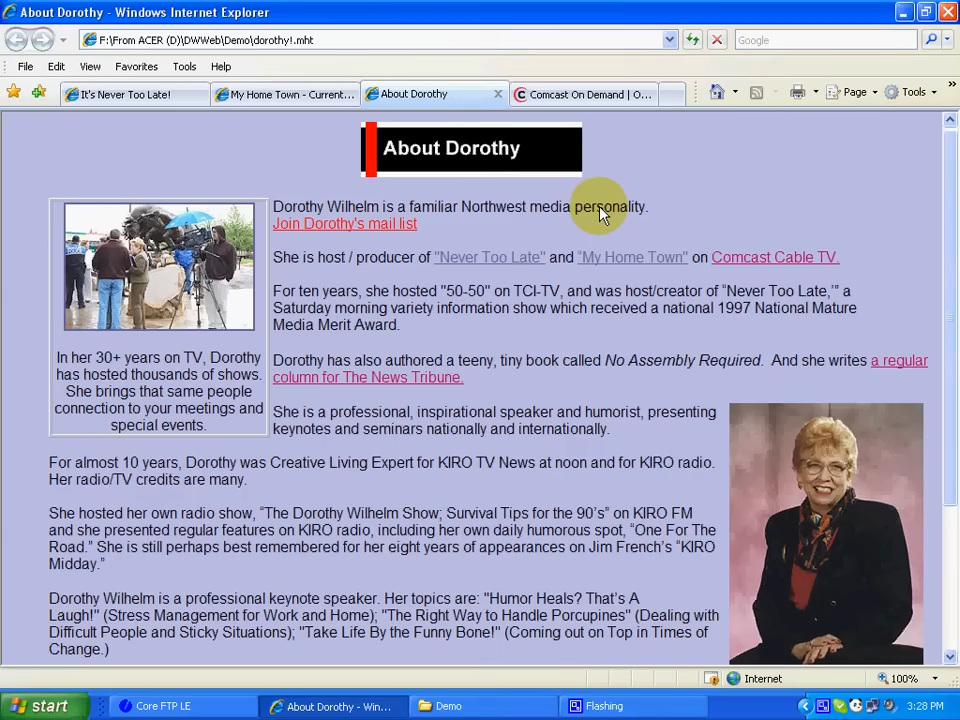 About Dorothy - Windows Internet Explorer
F:\From ACER (D)\DWWeb\Demo\dorothy!.mht
Google
File Edit View Favorites Tools Help
It's Never Too Late!
My Home Town - Current...
About Dorothy
Comcast On Demand | O...
Page
Tools
About Dorothy
Dorothy Wilhelm is a familiar Northwest media personality.
Join Dorothy's mail list
She is host / producer of "Never Too Late" and “My Home Town" on Comcast Cable TV.
For ten years, she hosted "50-50" on TCI-TV, and was host/creator of “Never Too Late,’” a
Saturday morning variety information show which received a national 1997 National Mature
Media Merit Award.
Dorothy has also authored a teeny, tiny book called No Assembly Required. And she writes a regular
column for The News Tribune.
In her 30+ years on TV, Dorothy
has hosted thousands of shows.
She brings that same people
connection to your meetings and
special events.
She is a professional, inspirational speaker and humorist, presenting
keynotes and seminars nationally and internationally.
For almost 10 years, Dorothy was Creative Living Expert for KIRO TV News at noon and for KIRO radio.
Her radio/TV credits are many.
She hosted her own radio show, “The Dorothy Wilhelm Show; Survival Tips for the 90’s” on KIRO FM
and she presented regular features on KIRO radio, including her own daily humorous spot, “One For The
Road.” She is still perhaps best remembered for her eight years of appearances on Jim French’s “KIRO
Midday.”
Dorothy Wilhelm is a professional keynote speaker. Her topics are: "Humor Heals? That’s A
Laugh!" (Stress Management for Work and Home); "The Right Way to Handle Porcupines" (Dealing with
Difficult People and Sticky Situations); "Take Life By the Funny Bone!" (Coming out on Top in Times of
Change.)
Internet
100%
start
Core FTP LE
About Dorothy - Win...
Demo
Flashing
3:28 PM